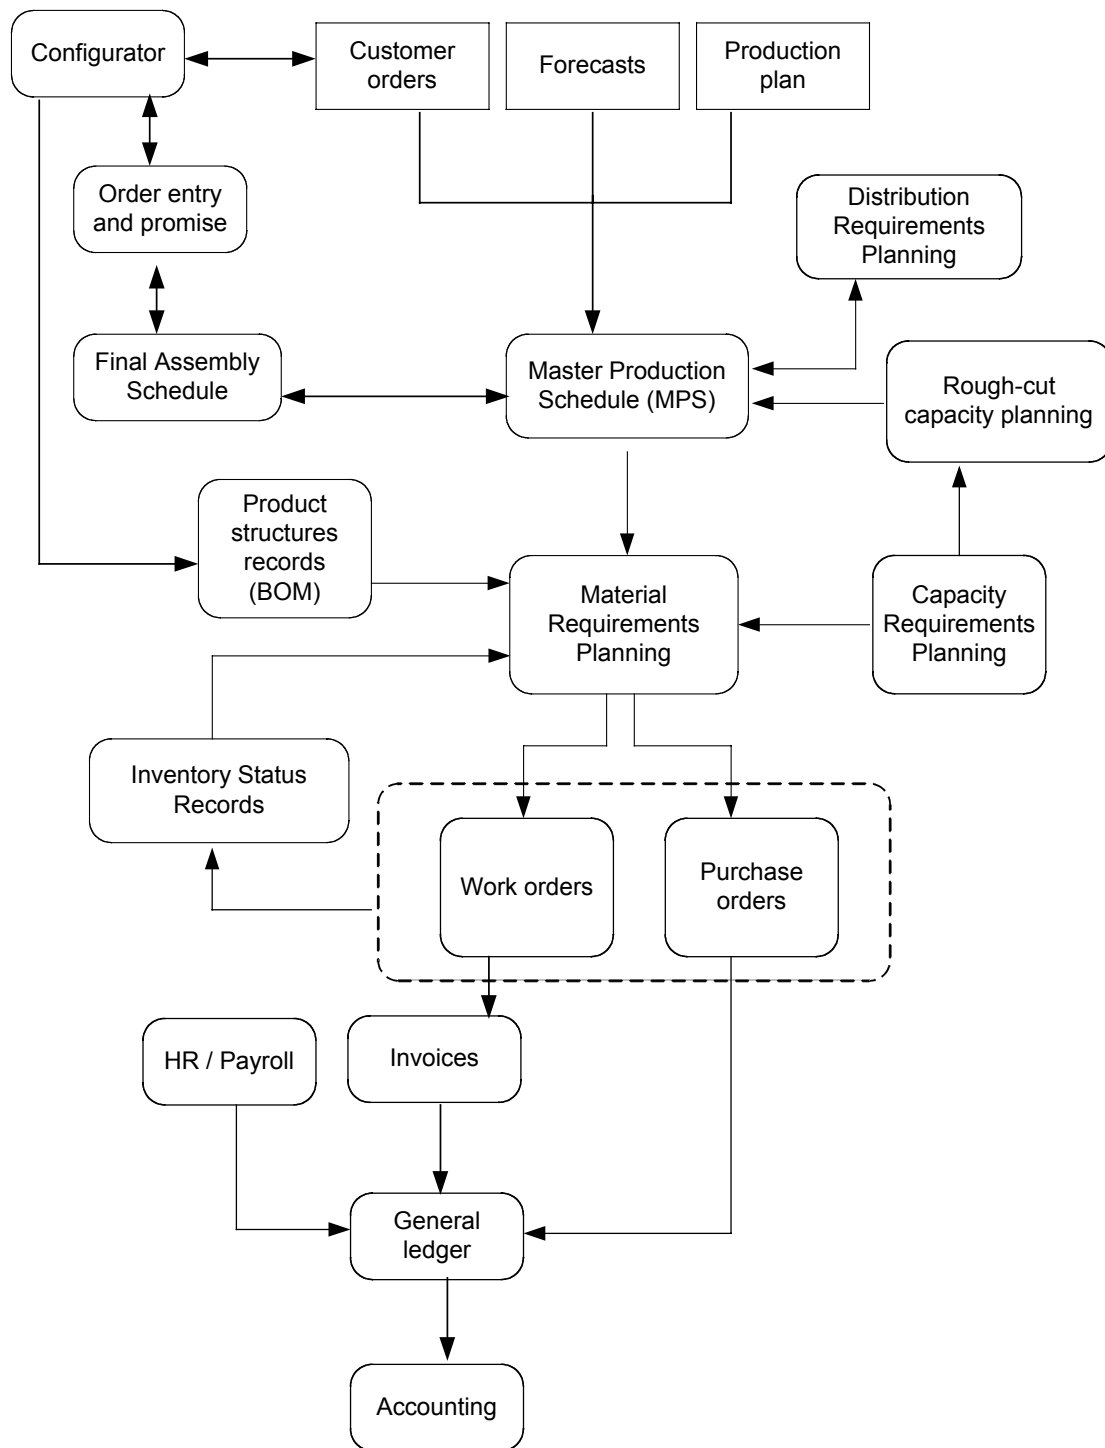 Configurator
Customer
orders
Forecasts
Production
plan
Order entry
and promise
Distribution
Requirements
Planning
Final Assembly
Schedule
Master Production
Schedule (MPS)
Rough-cut
capacity planning
Product
structures
records
(BOM)
Material
Requirements
Planning
Capacity
Requirements
Planning
Inventory Status
Records
Work orders
Purchase
orders
HR / Payroll
Invoices
General
ledger
Accounting